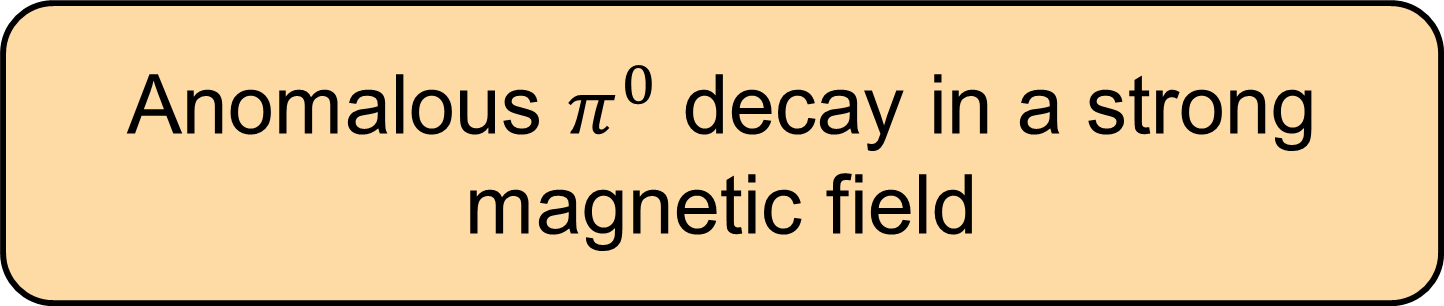 Anomalous π⁰ decay in a strong
magnetic field